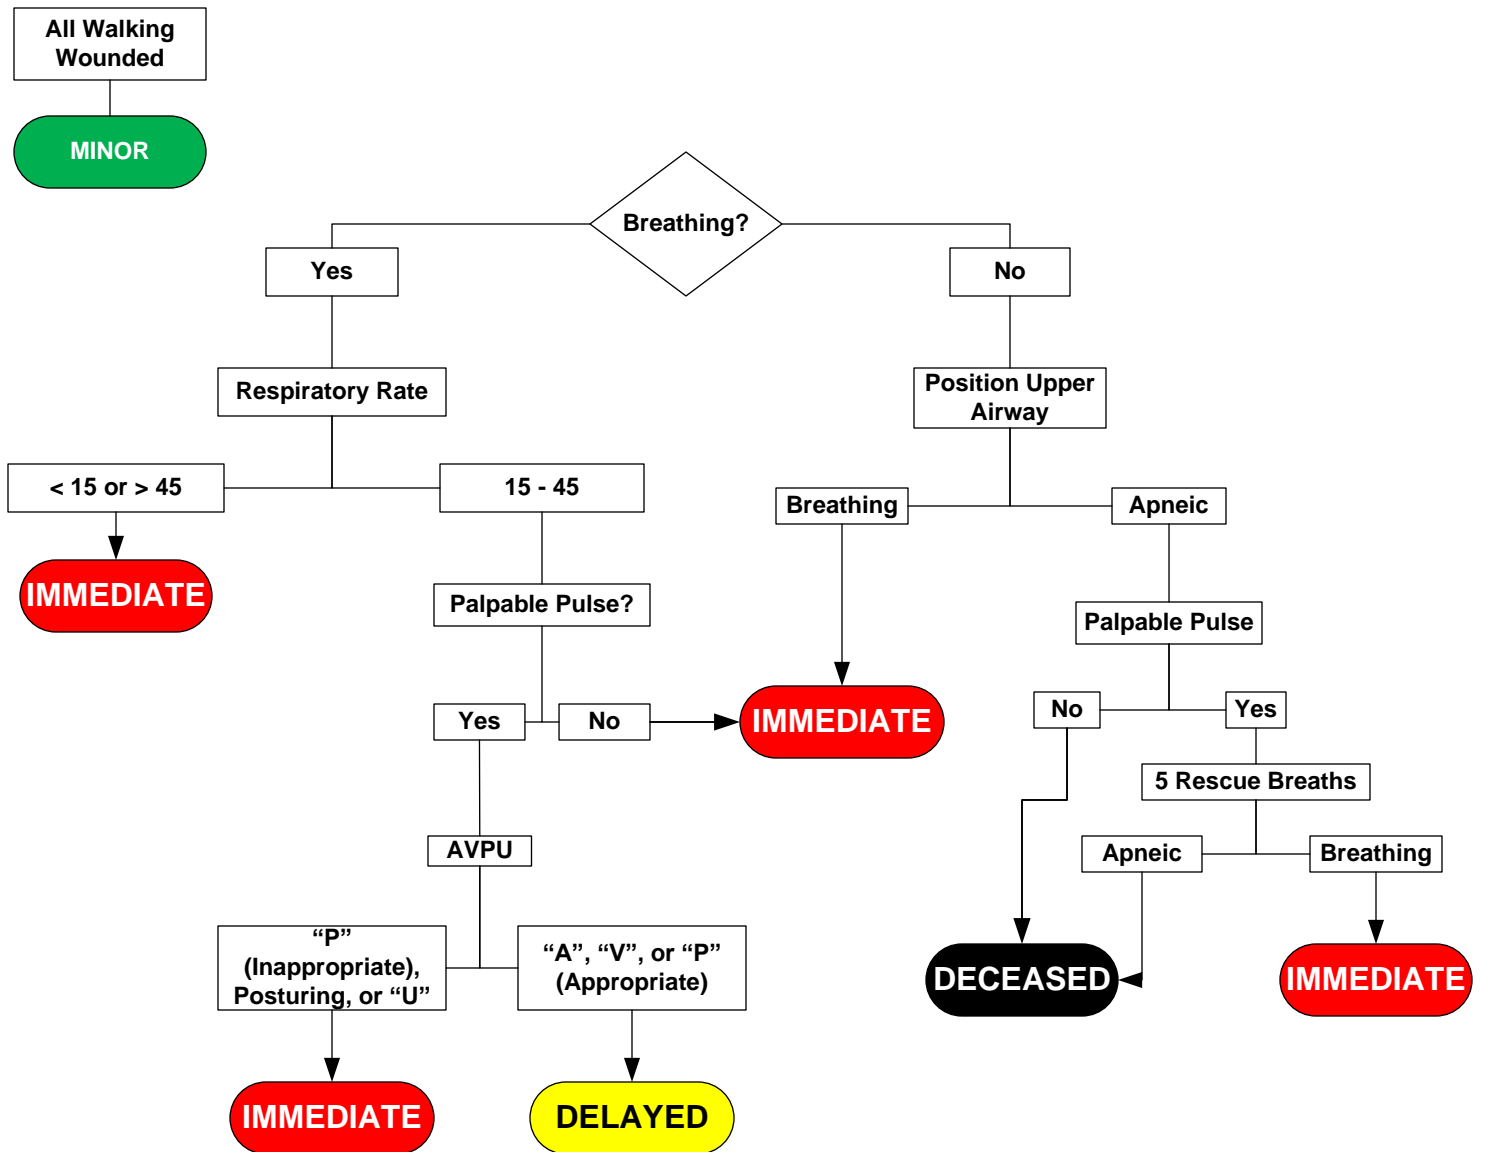 All Walking
Wounded
MINOR
Breathing?
Yes
No
Respiratory Rate
Position Upper
Airway
< 15 or > 45
15 - 45
Breathing
Apneic
IMMEDIATE
Palpable Pulse?
Palpable Pulse
Yes
No
IMMEDIATE
No
Yes
5 Rescue Breaths
AVPU
Apneic
Breathing
“P”
(Inappropriate),
Posturing, or “U”
“A”, “V”, or “P”
(Appropriate)
DECEASED
IMMEDIATE
IMMEDIATE
DELAYED